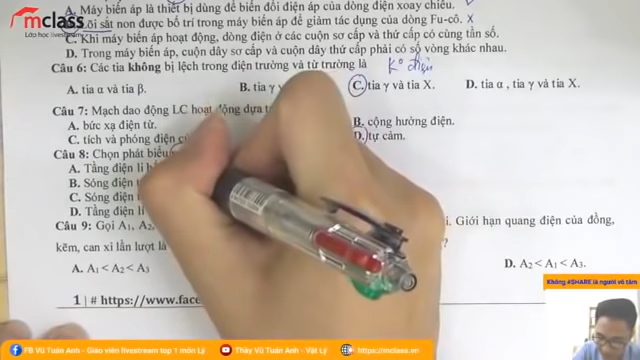 mclass
Lớp học livestream
A. Máy biến áp là thiết bị dùng để biến đổi điện áp của dòng điện xoay chiều.
Lõi sắt non được bố trí trong máy biến áp để giảm tác dụng của dòng Fu-cô. X
C. Khi máy biến áp hoạt động, dòng điện ở các cuộn sơ cấp và thứ cấp có cùng tần số.
D. Trong máy biến áp, cuộn dây sơ cấp và cuộn dây thứ cấp phải có số vòng khác nhau.
Câu 6: Các tia không bị lệch trong điện trường và từ trường là
A. tia α và tia β. B. tia γ C. tia γ và tia X. D. tia α , tia γ và tia X.
Câu 7: Mạch dao động LC hoạt động dựa
A. bức xạ điện từ. B. cộng hưởng điện.
C. tích và phóng điện D. tự cảm.
Câu 8: Chọn phát biểu
A. Tầng điện li
B. Sóng điện
C. Sóng điện
D. Tầng điện li
Câu 9: Gọi A₁, A₂, i. Giới hạn quang điện của đồng,
kẽm, can xi lần lượt là ?
A. A₁ < A₂ < A₃ D. A₂ < A₁ < A₃.
1 | # https://www.face
Không #SHARE là người vô tâm
FB Vũ Tuấn Anh - Giáo viên livestream top 1 môn Lý Thầy Vũ Tuấn Anh - Vật Lý https://mclass.vn